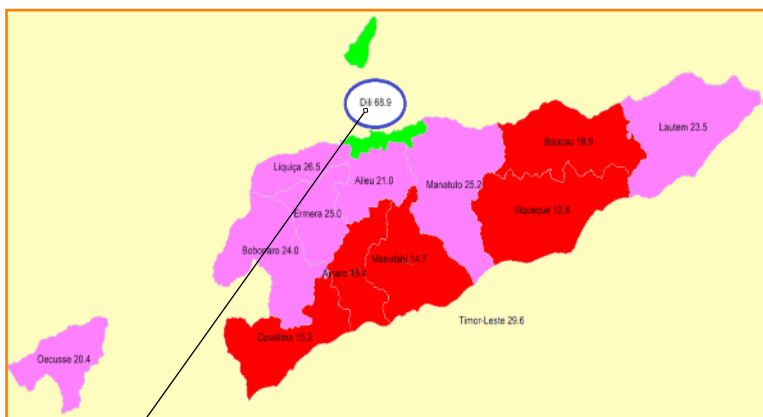 Dili 68.9
Lautem 23.5
Baucau 18.9
Liquiça 26.5
Aileu 21.0
Manatuto 25.2
Viqueque 12.8
Ermera 25.0
Bobonaro 24.0
Manufahi 14.7
Ainaro 15.4
Timor-Leste 29.6
Covalima 15.2
Oecusse 20.4